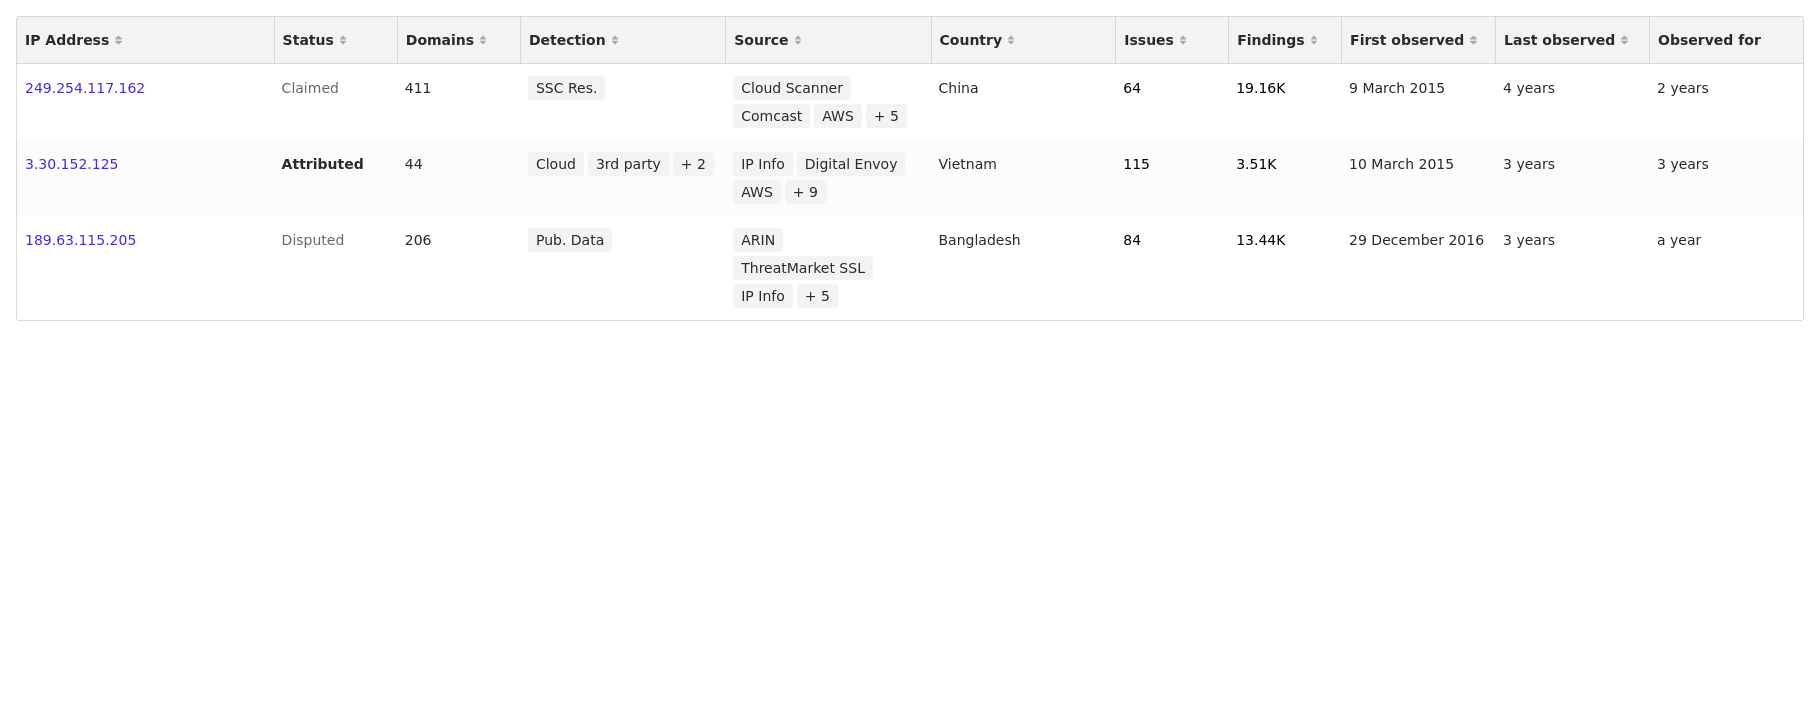 IP Address Status Domains Detection Source Country Issues Findings First observed Last observed Observed for
249.254.117.162 Claimed 411 SSC Res. Cloud Scanner China 64 19.16K 9 March 2015 4 years 2 years
Comcast AWS + 5
3.30.152.125 Attributed 44 Cloud 3rd party + 2 IP Info Digital Envoy Vietnam 115 3.51K 10 March 2015 3 years 3 years
AWS + 9
189.63.115.205 Disputed 206 Pub. Data ARIN Bangladesh 84 13.44K 29 December 2016 3 years a year
ThreatMarket SSL
IP Info + 5